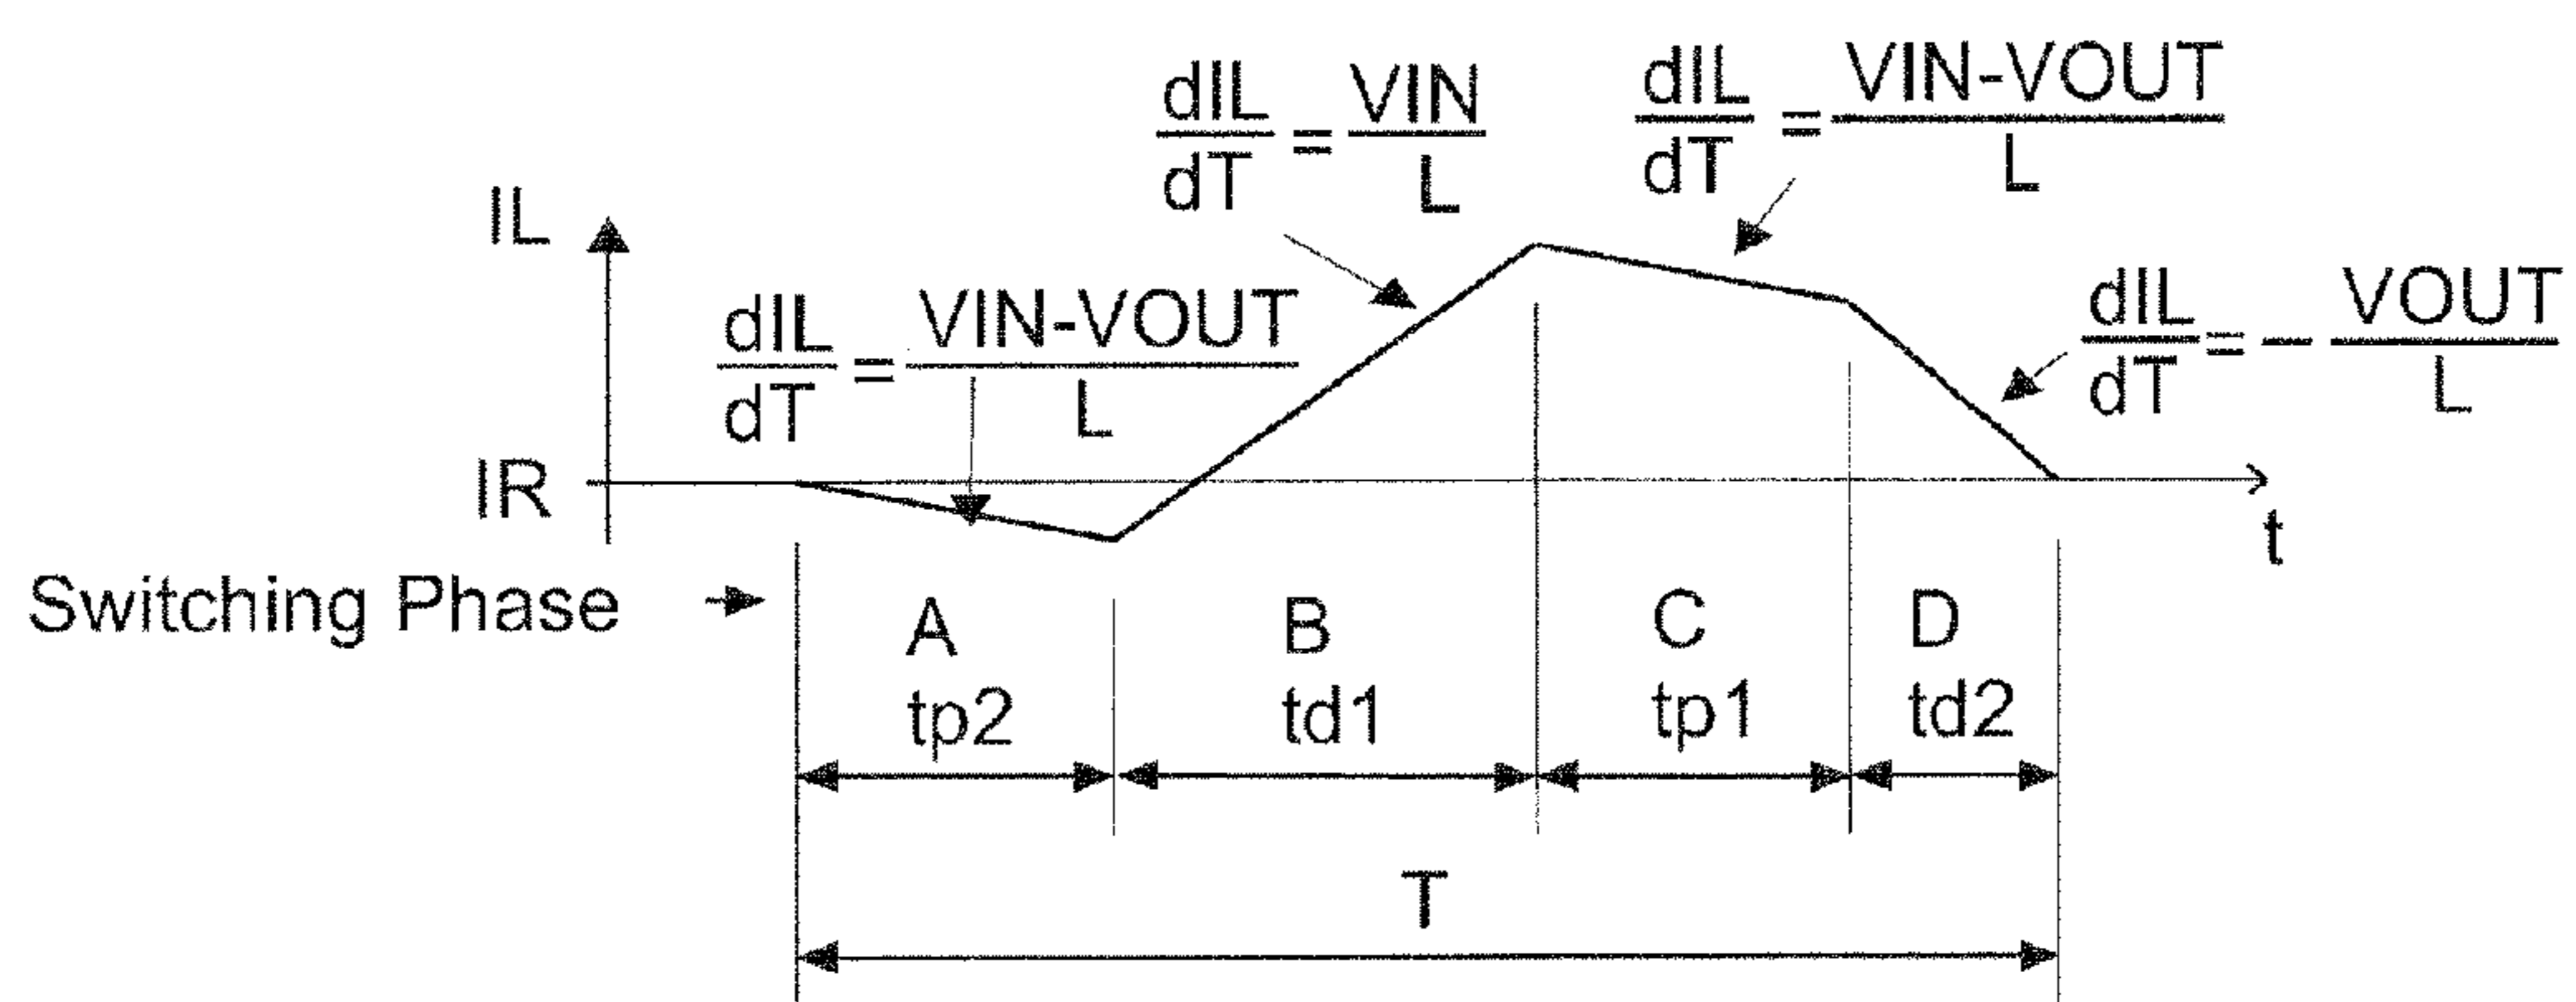 dIL/dT = VIN/L
dIL/dT = VIN-VOUT/L
IL
dIL/dT = VIN-VOUT/L
dIL/dT = - VOUT/L
IR
t
Switching Phase
A
B
C
D
tp2
td1
tp1
td2
T